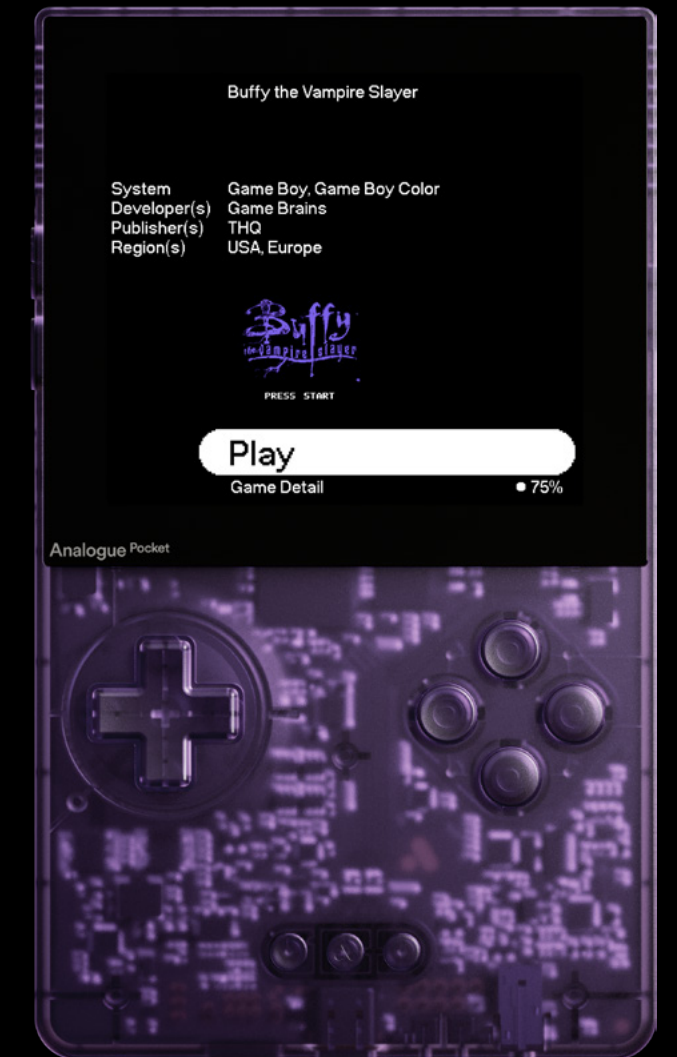 Buffy the Vampire Slayer
System Game Boy, Game Boy Color
Developer(s) Game Brains
Publisher(s) THQ
Region(s) USA, Europe
Buffy
the Vampire Slayer
PRESS START
Play
Game Detail 75%
Analogue Pocket